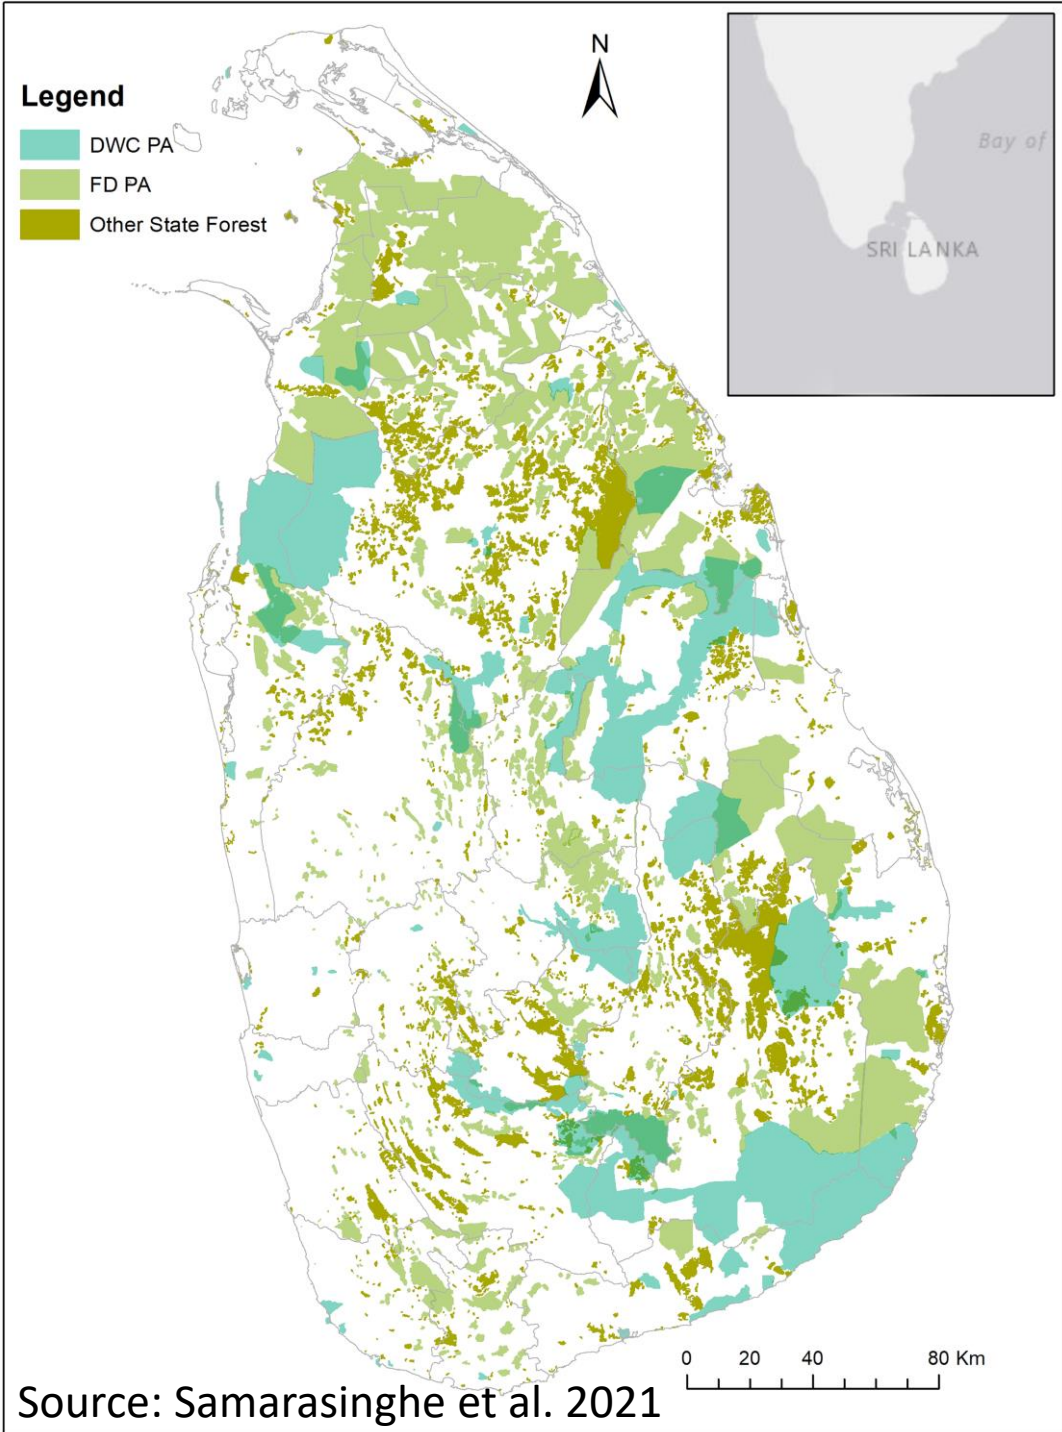 N
Legend
DWC PA
FD PA
Other State Forest
Bay of
SRI LANKA
0 20 40 80 Km
Source: Samarasinghe et al. 2021